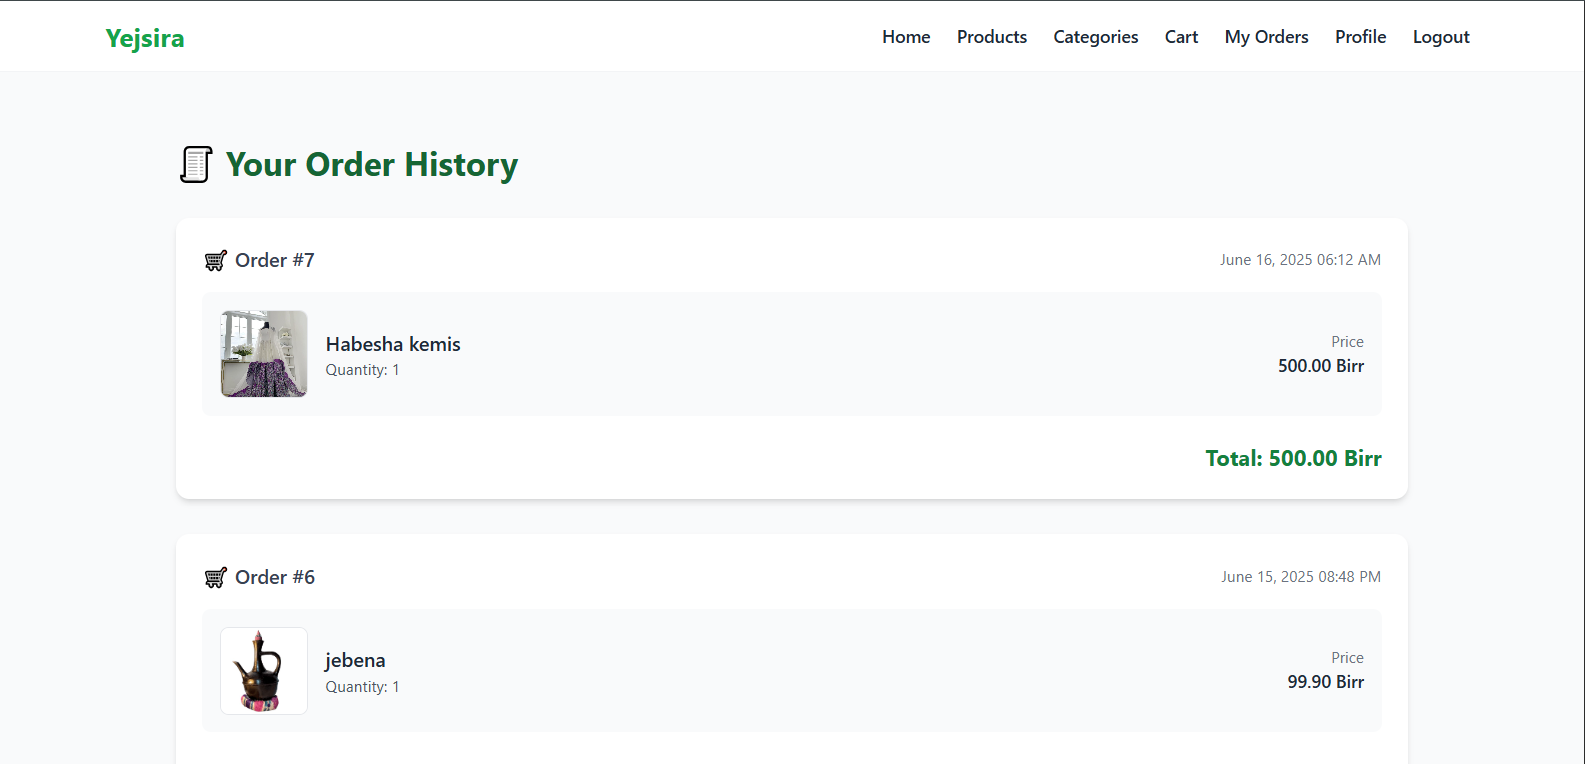 Yejsira
Home Products Categories Cart My Orders Profile Logout
Your Order History
Order #7
June 16, 2025 06:12 AM
Habesha kemis
Quantity: 1
Price
500.00 Birr
Total: 500.00 Birr
Order #6
June 15, 2025 08:48 PM
jebena
Quantity: 1
Price
99.90 Birr